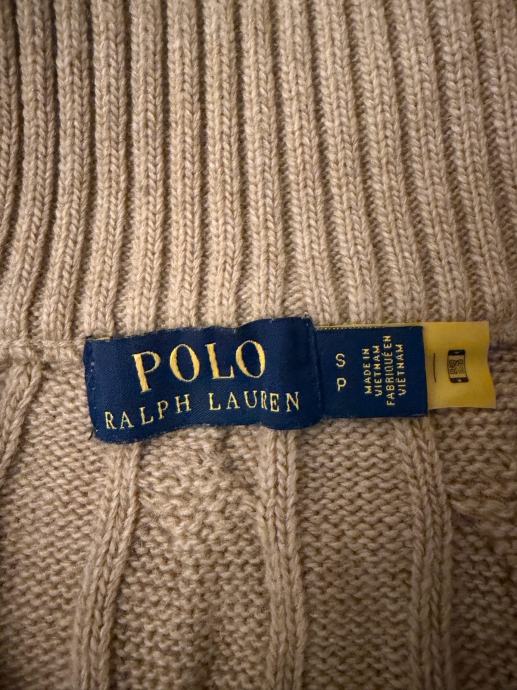 POLO
RALPH LAUREN
S
P
MADE IN
VIETNAM
FABRIQUÉ EN
VIETNAM